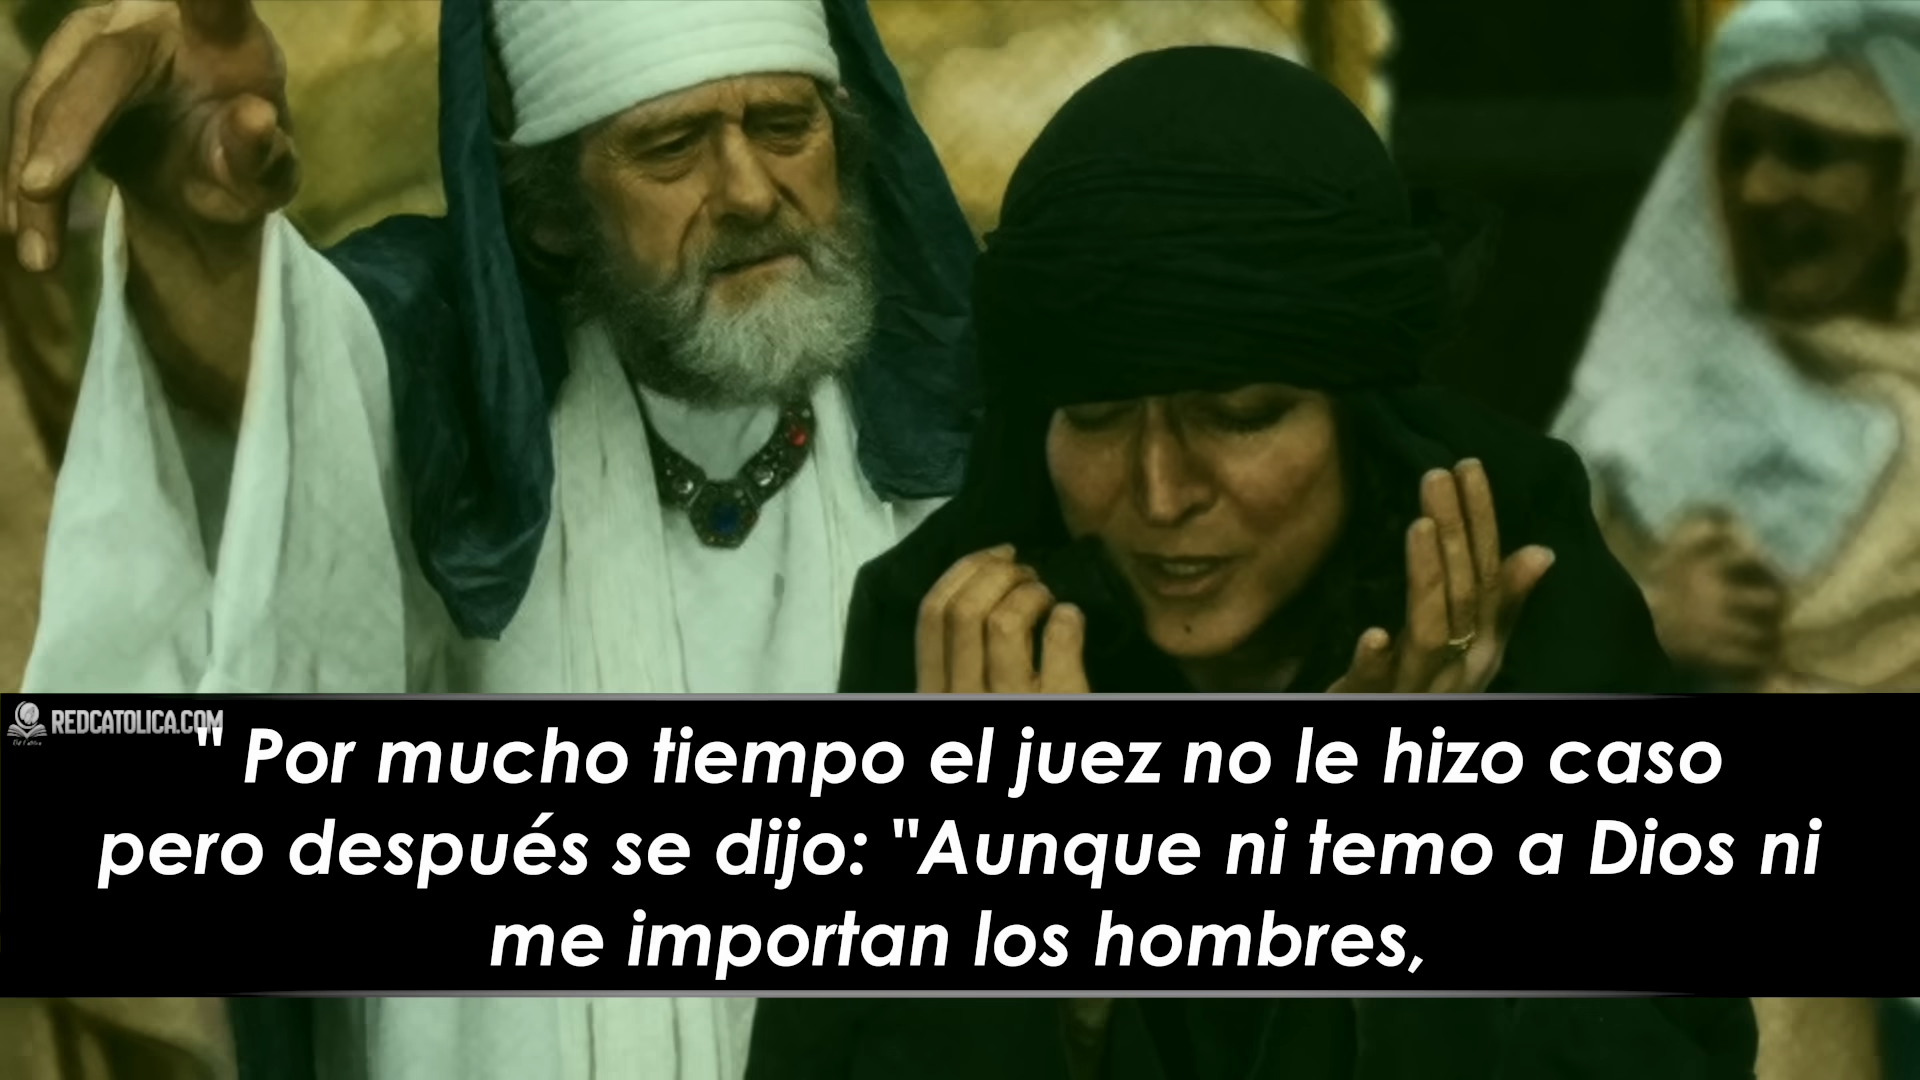 REDCATOLICA.COM
" Por mucho tiempo el juez no le hizo caso
pero después se dijo: "Aunque ni temo a Dios ni
me importan los hombres,